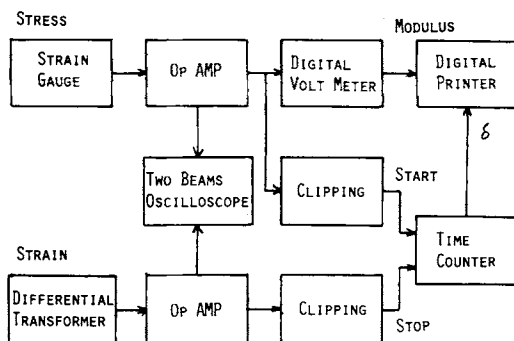 STRESS
STRAIN
GAUGE
OP AMP
DIGITAL
VOLT METER
MODULUS
DIGITAL
PRINTER
δ
TWO BEAMS
OSCILLOSCOPE
CLIPPING
START
TIME
COUNTER
STRAIN
DIFFERENTIAL
TRANSFORMER
OP AMP
CLIPPING
STOP